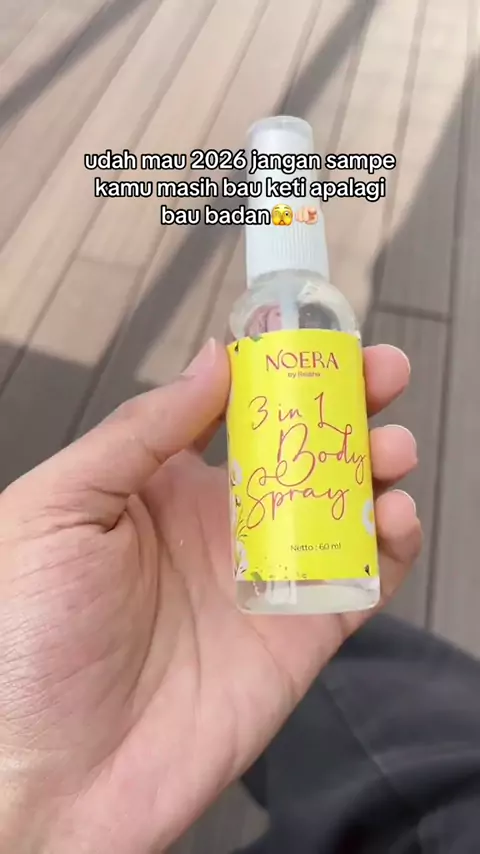 udah mau 2026 jangan sampe
kamu masih bau keti apalagi
bau badan🫣🫵🏻
NOERA
3 in 1
Body
Spray
Netto : 60 ml